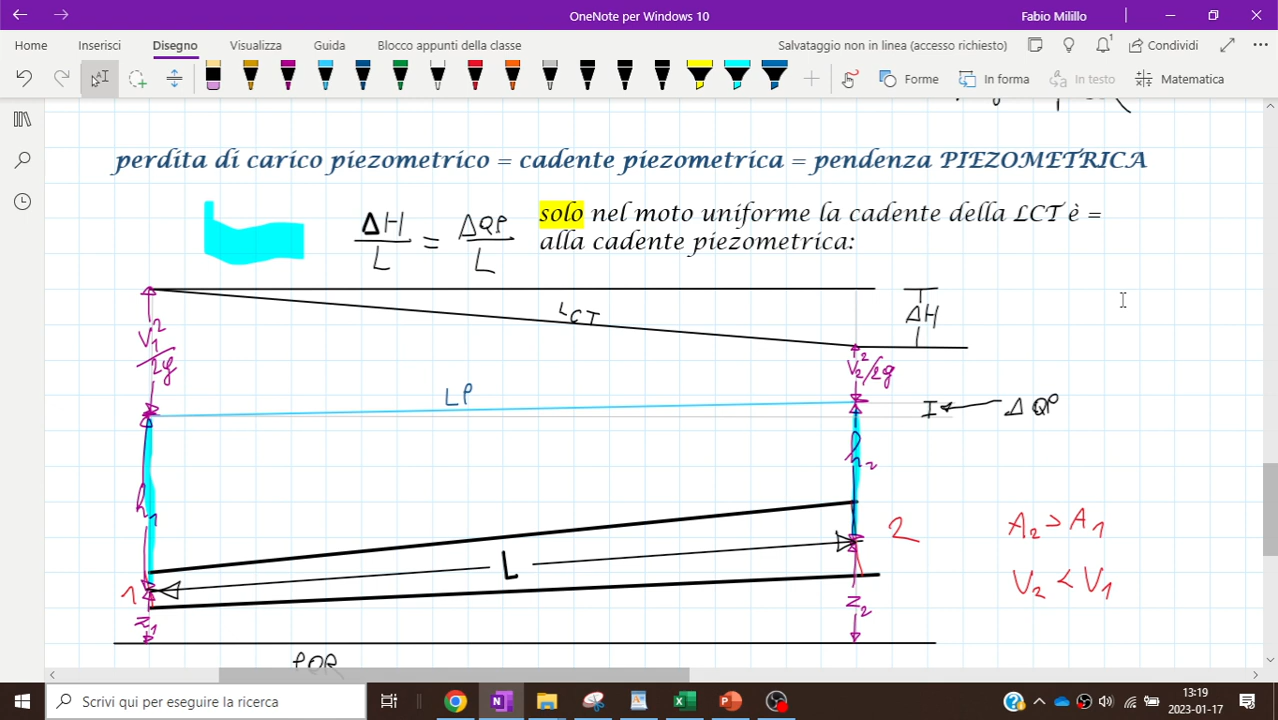 OneNote per Windows 10
Fabio Milillo
Home Inserisci Disegno Visualizza Guida Blocco appunti della classe Salvataggio non in linea (accesso richiesto) Condividi
Forme In forma In testo Matematica
perdita di carico piezometrico = cadente piezometrica = pendenza PIEZOMETRICA
ΔH/L = ΔQP/L
solo nel moto uniforme la cadente della LCT è =
alla cadente piezometrica:
LCT
ΔH
V₁²/2g
V₂²/2g
LP
ΔQP
h₁
h₂
L
1
2
A₂ > A₁
V₂ < V₁
z₁
z₂
POR
Scrivi qui per eseguire la ricerca
13:19
2023-01-17